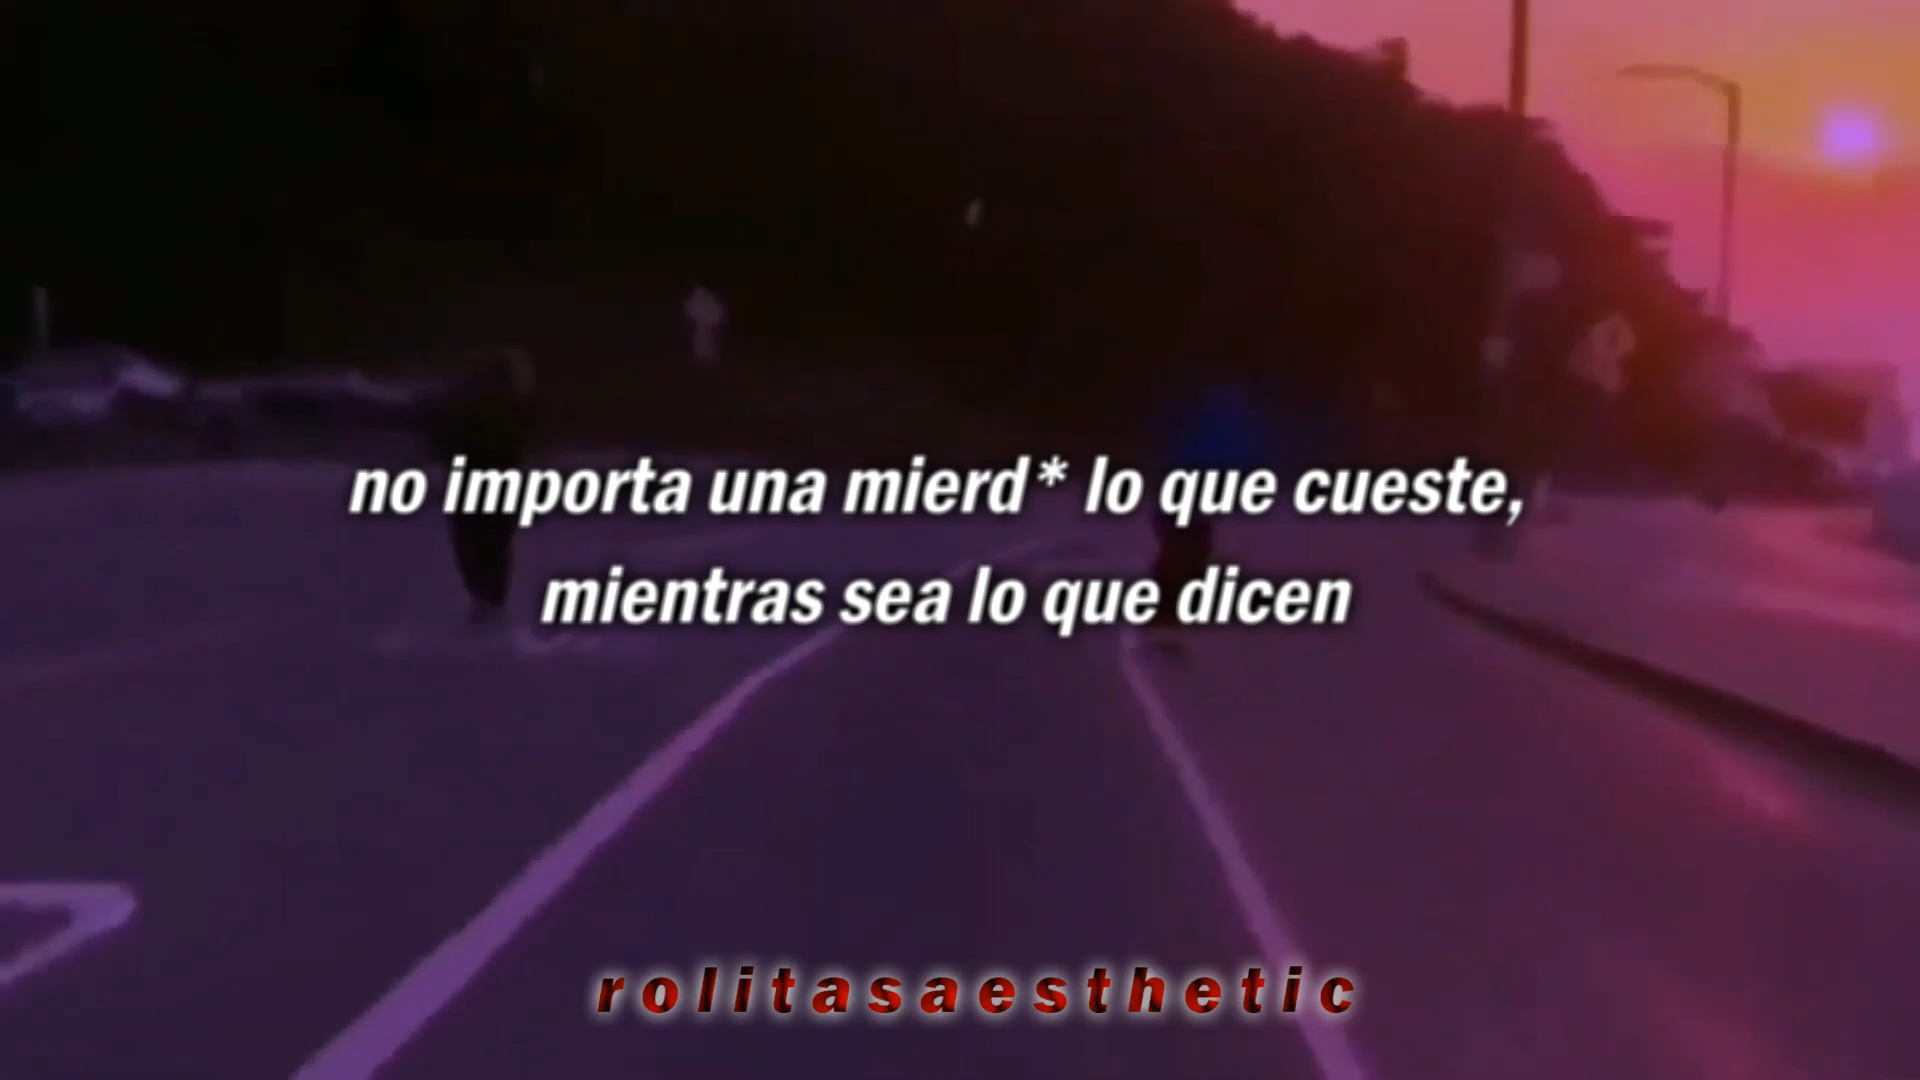 no importa una mierd* lo que cueste,
mientras sea lo que dicen
rolitasaesthetic